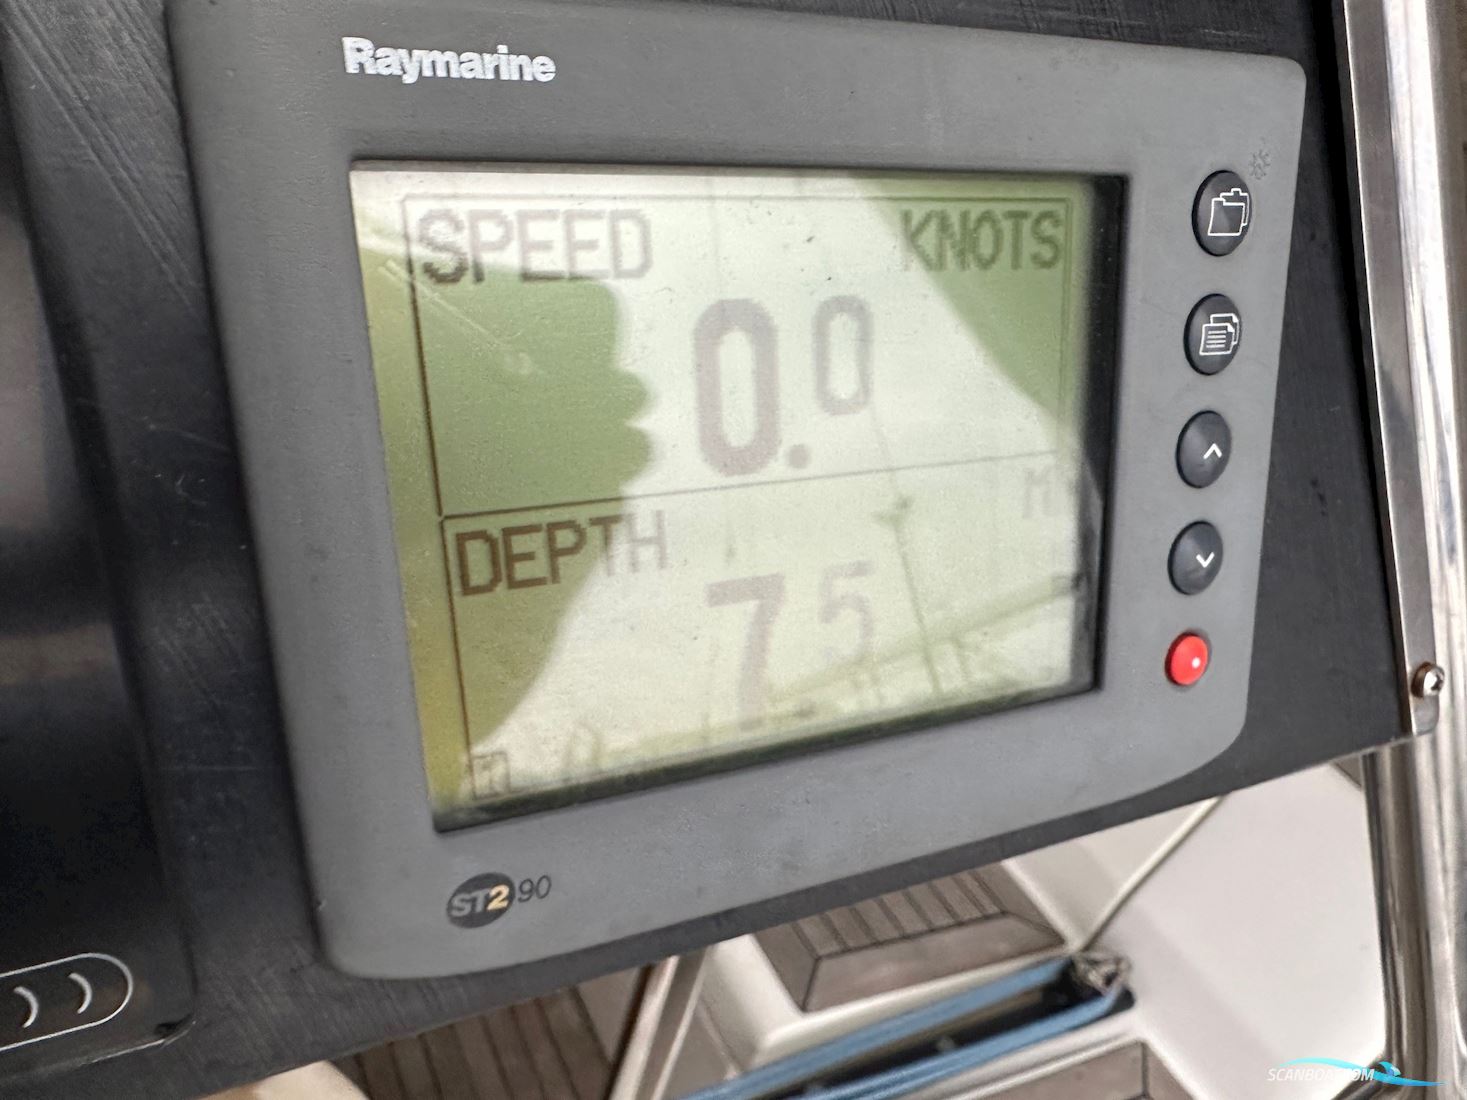 Raymarine
SPEED KNOTS
0.0
DEPTH
7.5
ST290
SCANBOAT.COM